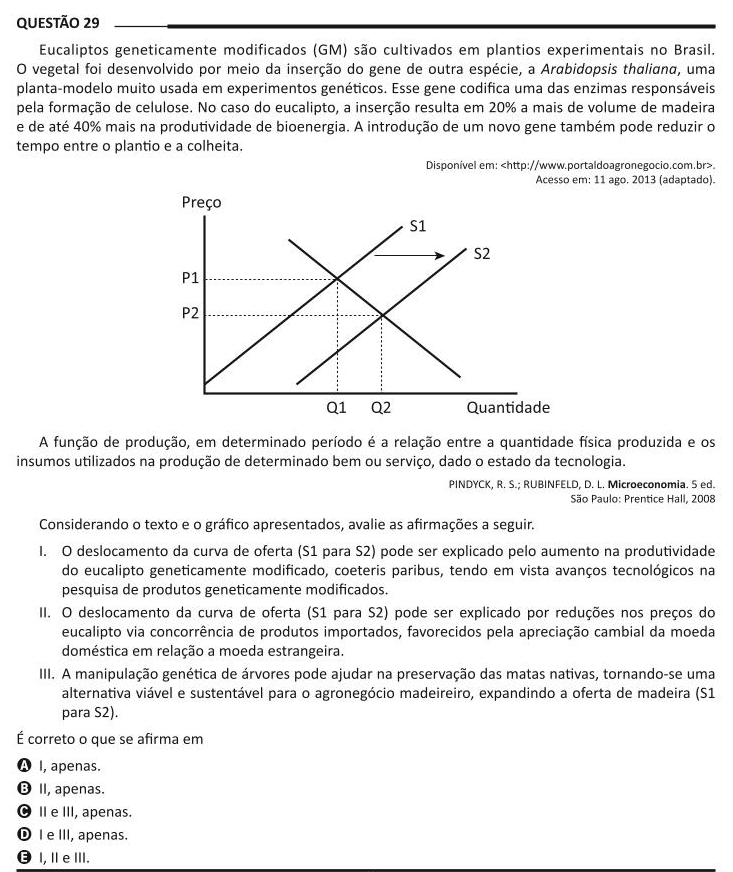 QUESTÃO 29
Eucaliptos geneticamente modificados (GM) são cultivados em plantios experimentais no Brasil.
O vegetal foi desenvolvido por meio da inserção do gene de outra espécie, a Arabidopsis thaliana, uma
planta-modelo muito usada em experimentos genéticos. Esse gene codifica uma das enzimas responsáveis
pela formação de celulose. No caso do eucalipto, a inserção resulta em 20% a mais de volume de madeira
e de até 40% mais na produtividade de bioenergia. A introdução de um novo gene também pode reduzir o
tempo entre o plantio e a colheita.
Disponível em: <http://www.portaldoagronegocio.com.br>.
Acesso em: 11 ago. 2013 (adaptado).
Preço
S1
S2
P1
P2
Q1 Q2 Quantidade
A função de produção, em determinado período é a relação entre a quantidade física produzida e os
insumos utilizados na produção de determinado bem ou serviço, dado o estado da tecnologia.
PINDYCK, R. S.; RUBINFELD, D. L. Microeconomia. 5 ed.
São Paulo: Prentice Hall, 2008
Considerando o texto e o gráfico apresentados, avalie as afirmações a seguir.
I. O deslocamento da curva de oferta (S1 para S2) pode ser explicado pelo aumento na produtividade
do eucalipto geneticamente modificado, coeteris paribus, tendo em vista avanços tecnológicos na
pesquisa de produtos geneticamente modificados.
II. O deslocamento da curva de oferta (S1 para S2) pode ser explicado por reduções nos preços do
eucalipto via concorrência de produtos importados, favorecidos pela apreciação cambial da moeda
doméstica em relação a moeda estrangeira.
III. A manipulação genética de árvores pode ajudar na preservação das matas nativas, tornando-se uma
alternativa viável e sustentável para o agronegócio madeireiro, expandindo a oferta de madeira (S1
para S2).
É correto o que se afirma em
A I, apenas.
B II, apenas.
C II e III, apenas.
D I e III, apenas.
E I, II e III.